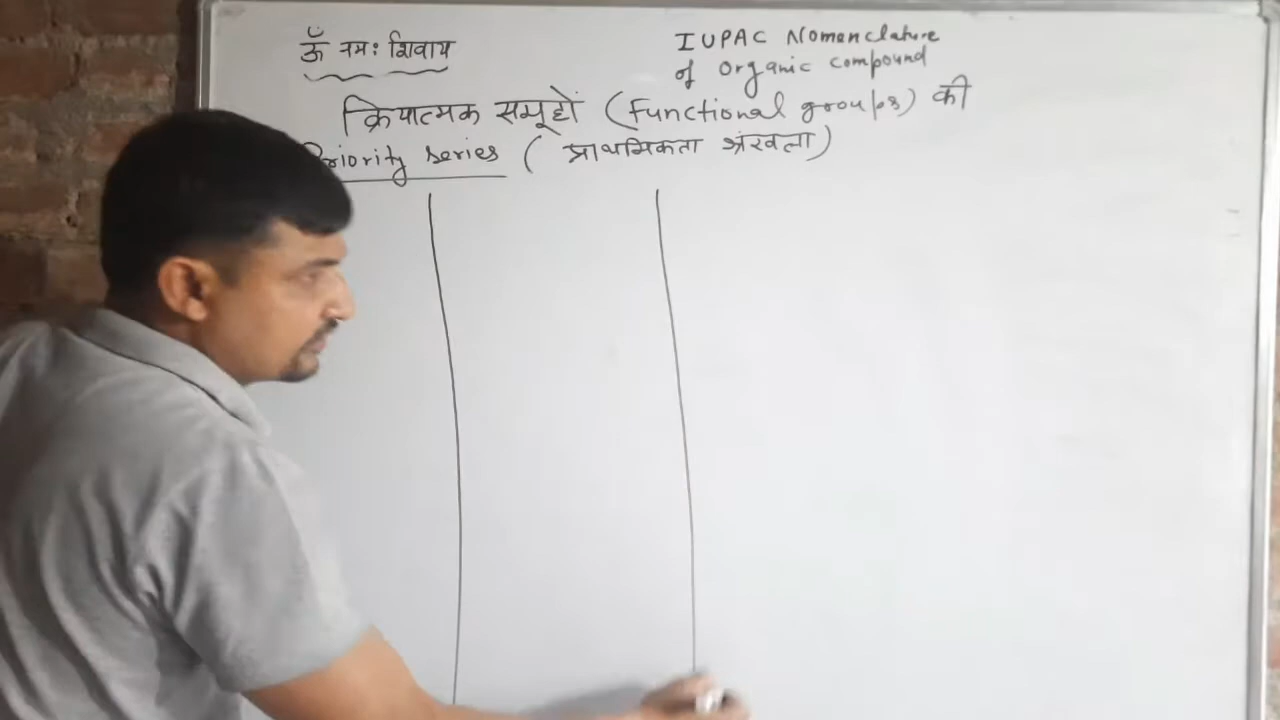 ॐ नमः शिवाय
IUPAC Nomenclature
of Organic compound
क्रियात्मक समूहों (Functional groups) की
Priority series ( प्राथमिकता श्रंखला)